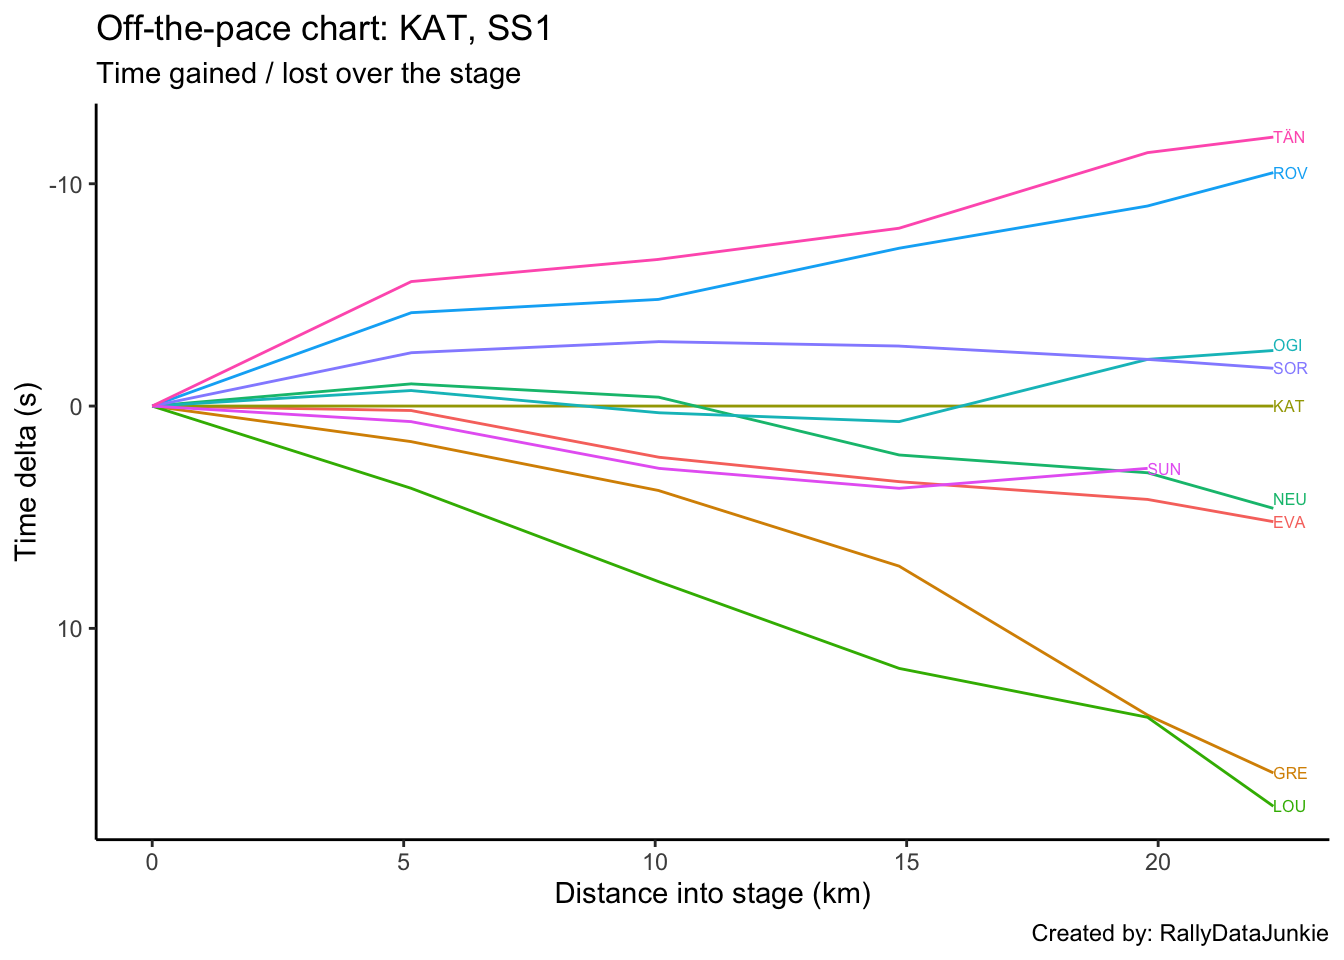 Off-the-pace chart: KAT, SS1
Time gained / lost over the stage
TÄN
ROV
OGI
SOR
KAT
SUN
NEU
EVA
GRE
LOU
-10
0
10
Time delta (s)
0 5 10 15 20
Distance into stage (km)
Created by: RallyDataJunkie